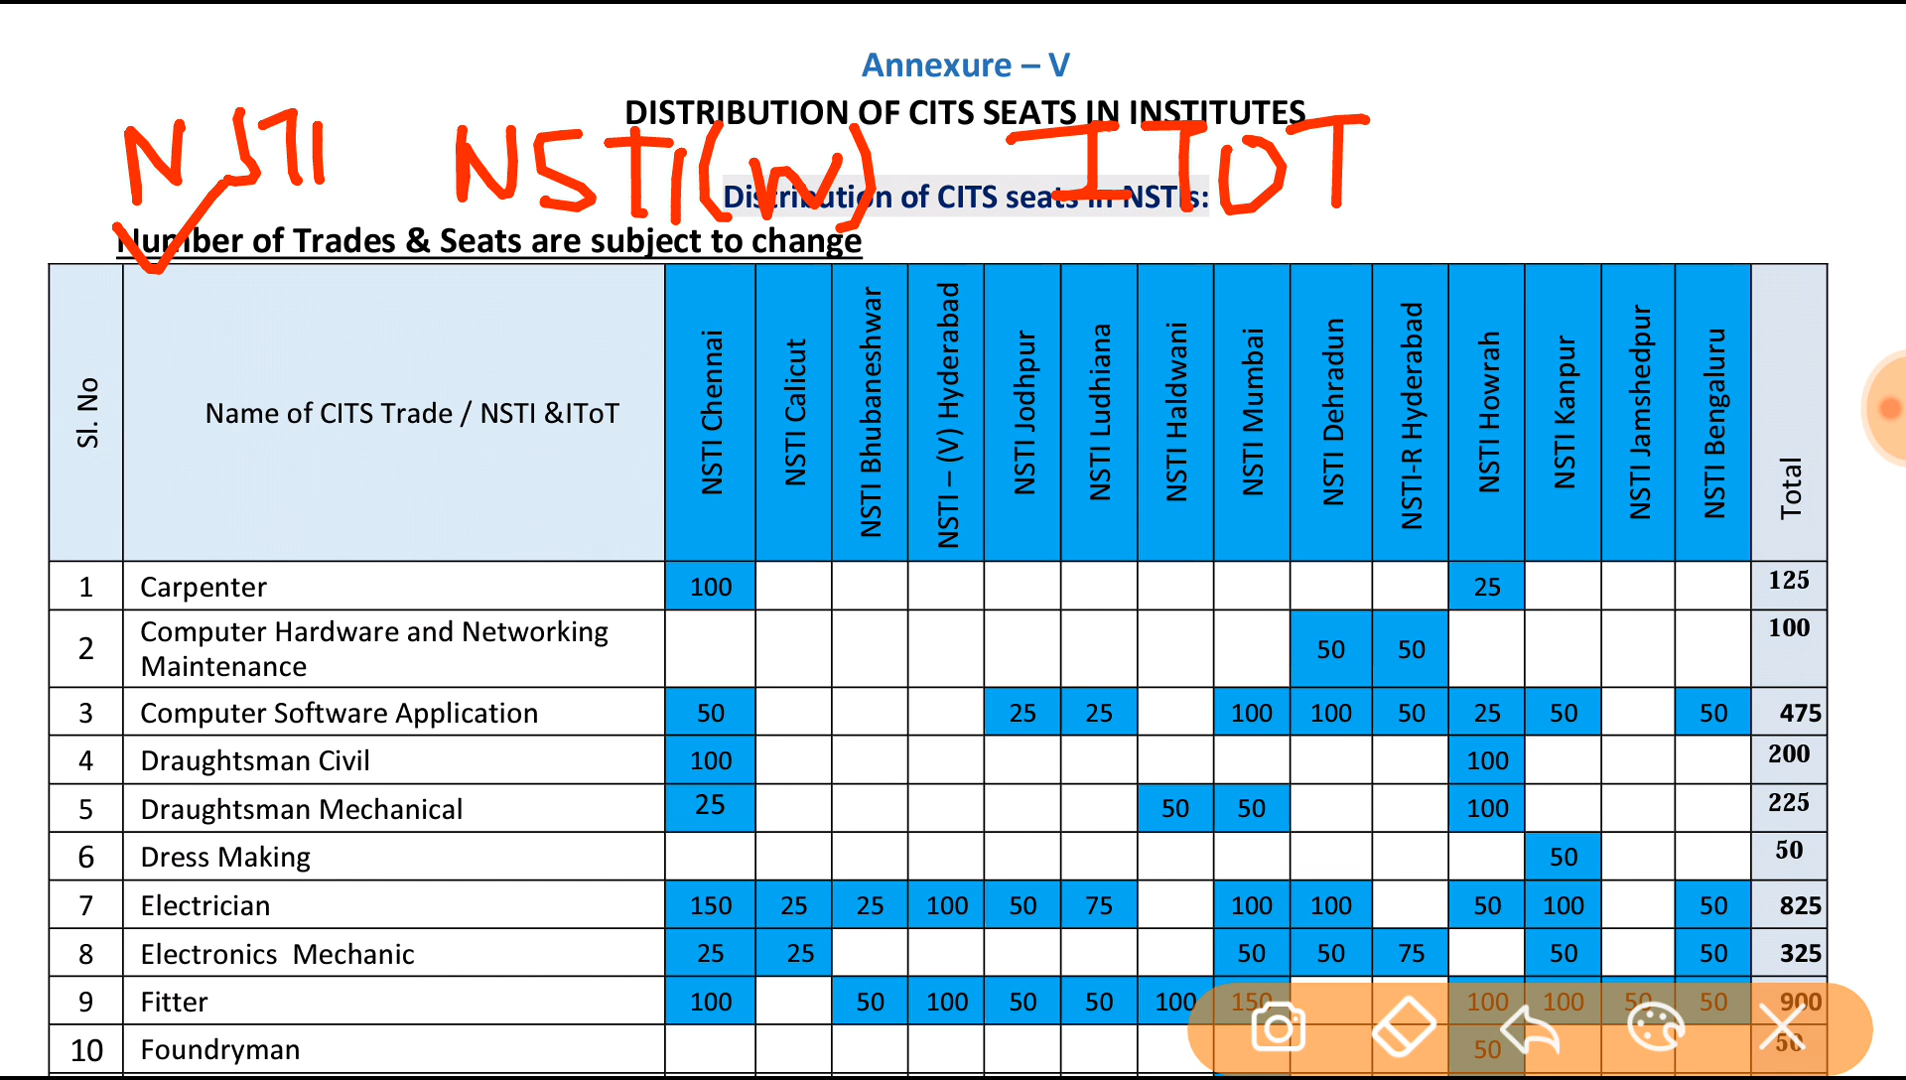 Annexure – V
DISTRIBUTION OF CITS SEATS IN INSTITUTES
NSTI NSTI(W) ITOT
Distribution of CITS seats in NSTIs:
Number of Trades & Seats are subject to change
Sl. No Name of CITS Trade / NSTI &IToT NSTI Chennai NSTI Calicut NSTI Bhubaneshwar NSTI – (V) Hyderabad NSTI Jodhpur NSTI Ludhiana NSTI Haldwani NSTI Mumbai NSTI Dehradun NSTI-R Hyderabad NSTI Howrah NSTI Kanpur NSTI Jamshedpur NSTI Bengaluru Total
1 Carpenter 100 25 125
2 Computer Hardware and Networking
Maintenance 50 50 100
3 Computer Software Application 50 25 25 100 100 50 25 50 50 475
4 Draughtsman Civil 100 100 200
5 Draughtsman Mechanical 25 50 50 100 225
6 Dress Making 50 50
7 Electrician 150 25 25 100 50 75 100 100 50 100 50 825
8 Electronics Mechanic 25 25 50 50 75 50 50 325
9 Fitter 100 50 100 50 50 100 150 100 100 50 50 900
10 Foundryman 50 50